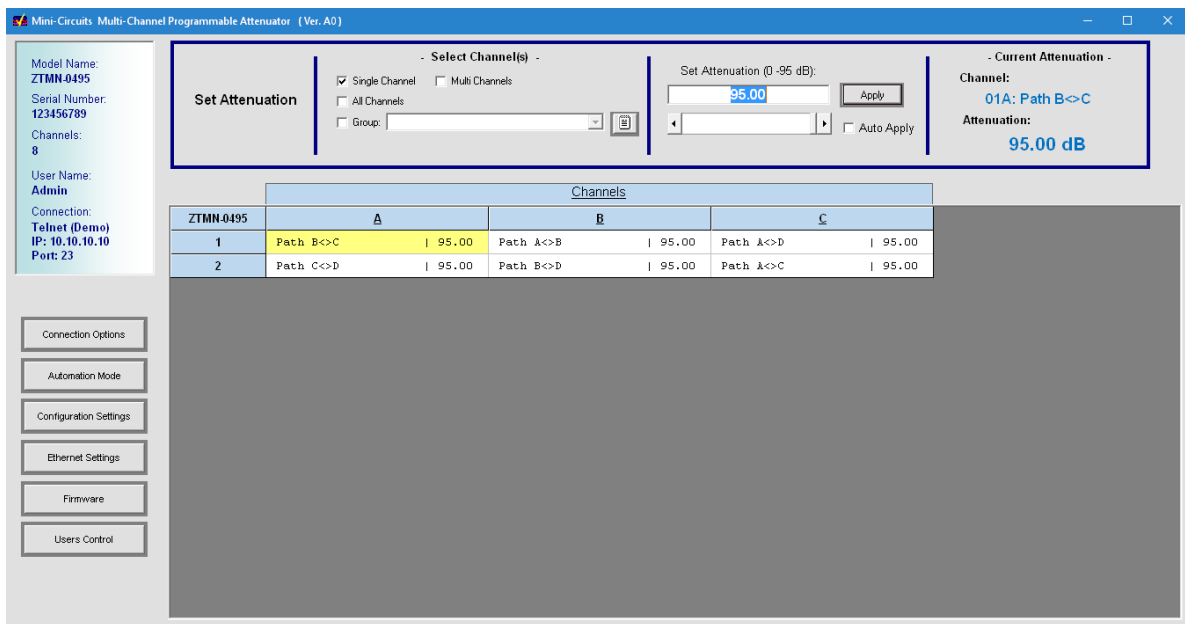 Mini-Circuits Multi-Channel Programmable Attenuator ( Ver. A0 )
Model Name:
ZTMN-0495
Serial Number:
123456789
Channels:
8
User Name:
Admin
Connection:
Telnet (Demo)
IP: 10.10.10.10
Port: 23
Set Attenuation
- Select Channel(s) -
Single Channel Multi Channels
All Channels
Group:
Set Attenuation (0 -95 dB):
95.00 Apply
Auto Apply
- Current Attenuation -
Channel:
01A: Path B<>C
Attenuation:
95.00 dB
Channels
ZTMN-0495 A B C
1 Path B<>C | 95.00 Path A<>B | 95.00 Path A<>D | 95.00
2 Path C<>D | 95.00 Path B<>D | 95.00 Path A<>C | 95.00
Connection Options
Automation Mode
Configuration Settings
Ethernet Settings
Firmware
Users Control